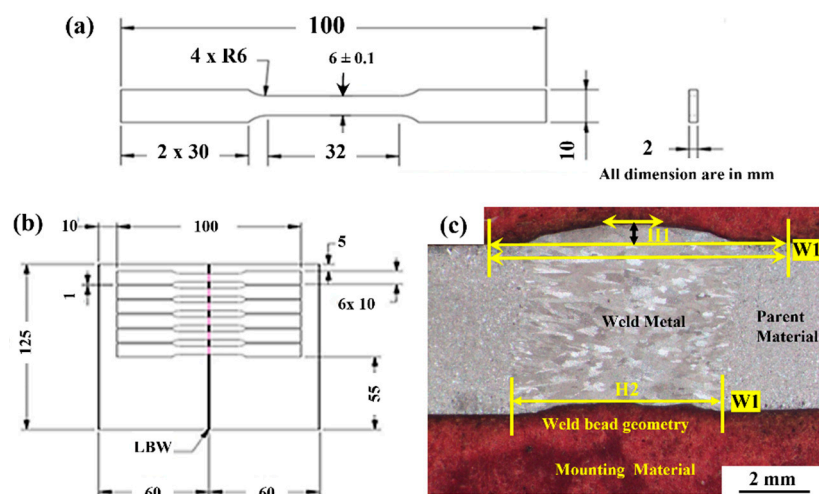 (a)
100
4 x R6
6 ± 0.1
2 x 30
32
10
2
All dimension are in mm
(b)
10
100
5
1
6x 10
125
55
LBW
60
60
(c)
H1
W1
Weld Metal
Parent
Material
H2
W1
Weld bead geometry
Mounting Material
2 mm